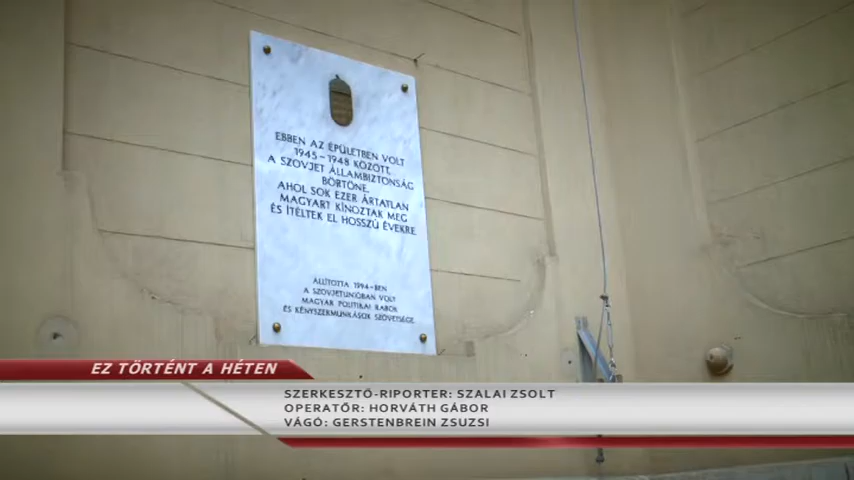 EBBEN AZ ÉPÜLETBEN VOLT
1945-1948 KÖZÖTT
A SZOVJET ÁLLAMBIZTONSÁG
BÖRTÖNE,
AHOL SOK EZER ÁRTATLAN
MAGYART KÍNOZTAK MEG
ÉS ÍTÉLTEK EL HOSSZÚ ÉVEKRE
ÁLLÍTOTTA 1994-BEN
A SZOVJETUNIÓBAN VOLT
MAGYAR POLITIKAI RABOK
ÉS KÉNYSZERMUNKÁSOK SZÖVETSÉGE
EZ TÖRTÉNT A HÉTEN
SZERKESZTŐ-RIPORTER: SZALAI ZSOLT
OPERATŐR: HORVÁTH GÁBOR
VÁGÓ: GERSTENBREIN ZSUZSI